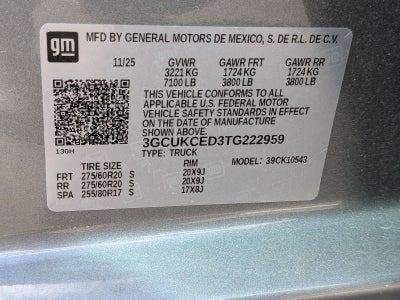 gm
MFD BY GENERAL MOTORS DE MEXICO, S. DE R.L. DE C.V.
11/25 GVWR GAWR FRT GAWR RR
3221 KG 1724 KG 1724 KG
7100 LB 3800 LB 3800 LB
THIS VEHICLE CONFORMS TO ALL
APPLICABLE U.S. FEDERAL MOTOR
VEHICLE SAFETY STANDARDS IN EFFECT
ON THE DATE OF MANUFACTURE
SHOWN ABOVE.
3GCUKCED3TG222959
130H TYPE: TRUCK
TIRE SIZE RIM 39CK10543
FRT 275/60R20 S 20X9J
RR 275/60R20 S 20X9J
SPA 255/80R17 S 17X8J